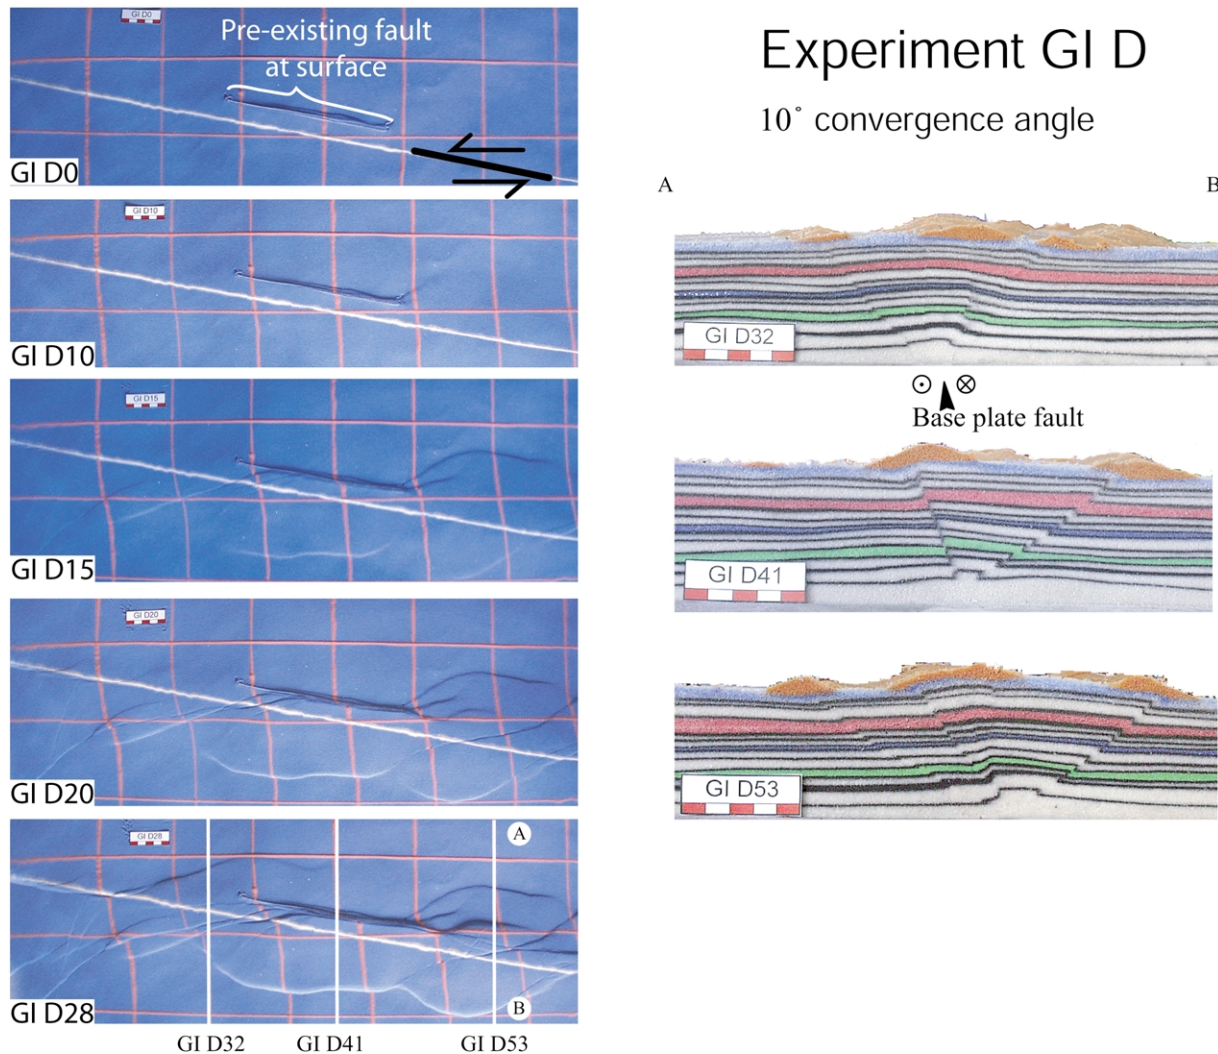 GI D0
Pre-existing fault
at surface
GI D0
GI D10
GI D10
GI D15
GI D15
GI D20
GI D20
GI D28
A
B
GI D28
GI D32
GI D41
GI D53
Experiment GI D
10° convergence angle
A
B
GI D32
Base plate fault
GI D41
GI D53